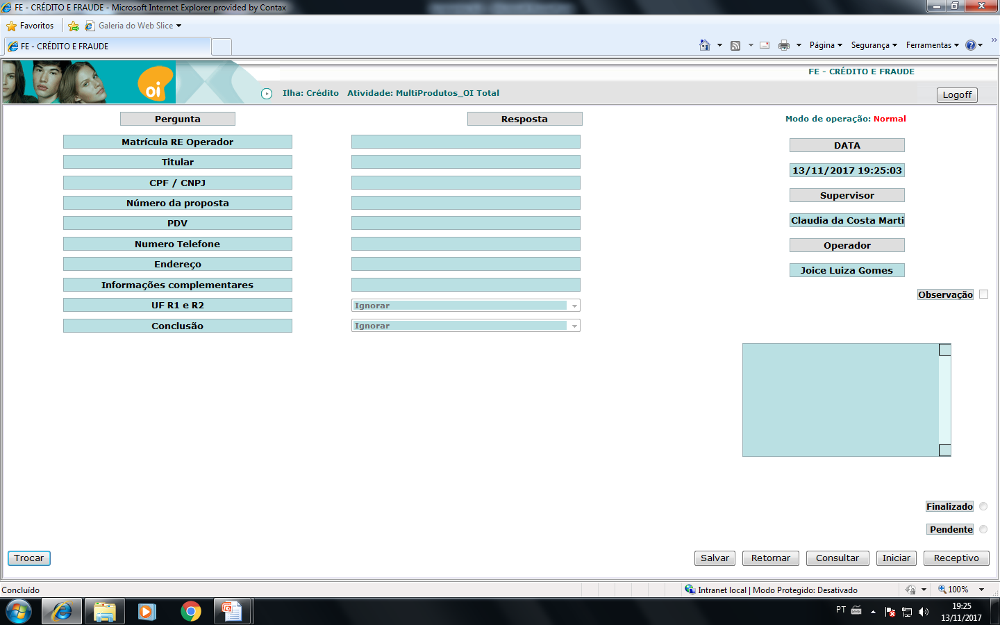 FE - CRÉDITO E FRAUDE - Microsoft Internet Explorer provided by Contax
Favoritos
Galeria do Web Slice
FE - CRÉDITO E FRAUDE
Página
Segurança
Ferramentas
»
oi
FE - CRÉDITO E FRAUDE
Ilha: Crédito Atividade: MultiProdutos_OI Total
Logoff
Pergunta
Resposta
Modo de operação: Normal
Matrícula RE Operador
Titular
CPF / CNPJ
Número da proposta
PDV
Numero Telefone
Endereço
Informações complementares
UF R1 e R2
Ignorar
Conclusão
Ignorar
DATA
13/11/2017 19:25:03
Supervisor
Claudia da Costa Marti
Operador
Joice Luiza Gomes
Observação
Finalizado
Pendente
Trocar
Salvar
Retornar
Consultar
Iniciar
Receptivo
Concluído
Intranet local | Modo Protegido: Desativado
100%
PT
19:25
13/11/2017